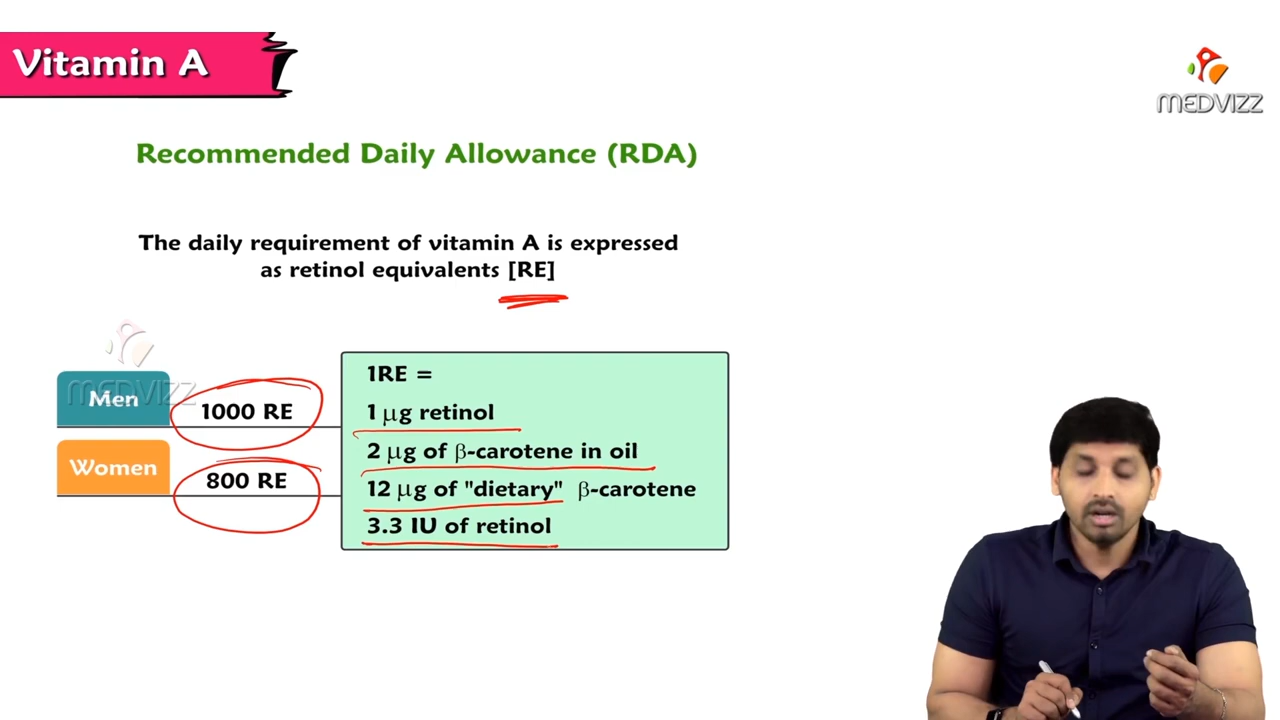 Vitamin A
MEDVIZZ
Recommended Daily Allowance (RDA)
The daily requirement of vitamin A is expressed
as retinol equivalents [RE]
MEDVIZZ
Men
1000 RE
Women
800 RE
1RE =
1 μg retinol
2 μg of β-carotene in oil
12 μg of "dietary" β-carotene
3.3 IU of retinol